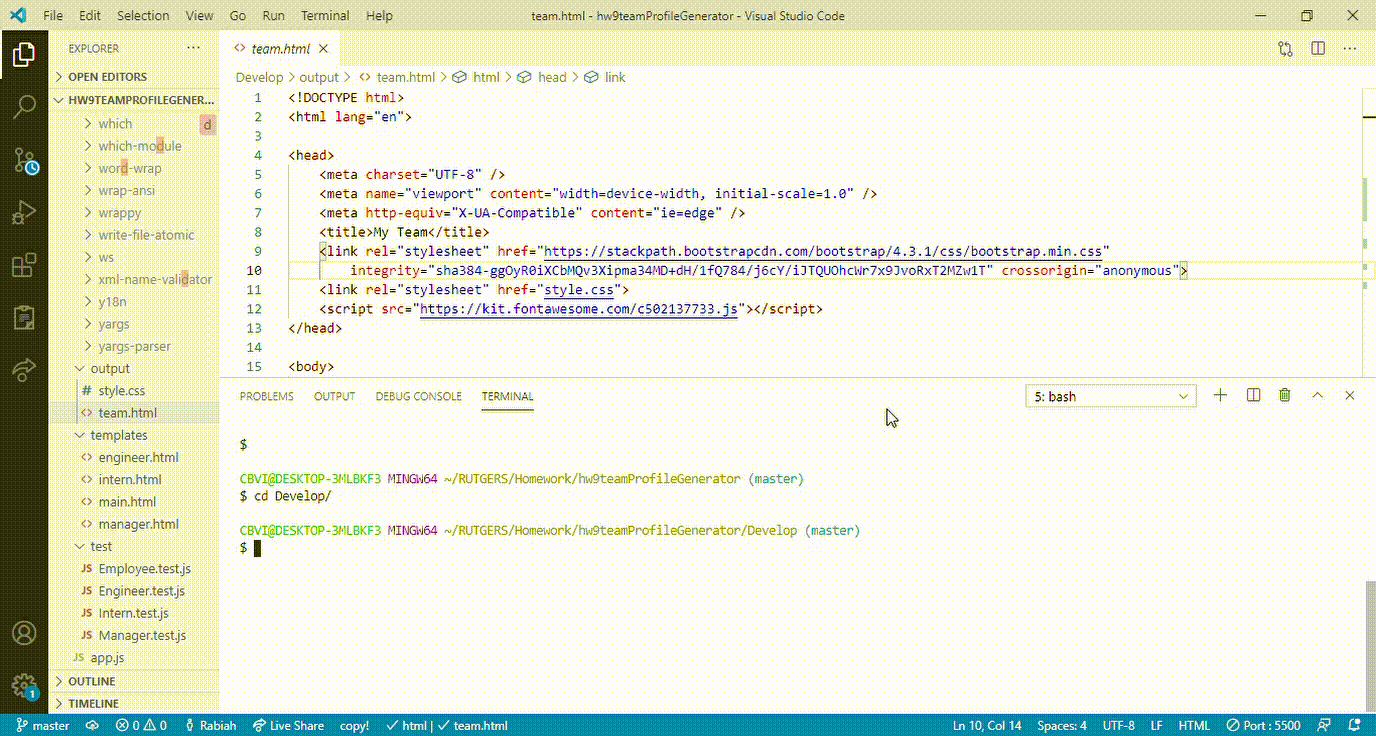 File Edit Selection View Go Run Terminal Help team.html - hw9teamProfileGenerator - Visual Studio Code
EXPLORER ···
OPEN EDITORS
HW9TEAMPROFILEGENER...
which
which-module
word-wrap
wrap-ansi
wrappy
write-file-atomic
ws
xml-name-validator
y18n
yargs
yargs-parser
output
# style.css
<> team.html
templates
<> engineer.html
<> intern.html
<> main.html
<> manager.html
test
JS Employee.test.js
JS Engineer.test.js
JS Intern.test.js
JS Manager.test.js
JS app.js
OUTLINE
TIMELINE
d
1
<> team.html
Develop > output > <> team.html > html > head > link
1 <!DOCTYPE html>
2 <html lang="en">
3
4 <head>
5 <meta charset="UTF-8" />
6 <meta name="viewport" content="width=device-width, initial-scale=1.0" />
7 <meta http-equiv="X-UA-Compatible" content="ie=edge" />
8 <title>My Team</title>
9 <link rel="stylesheet" href="https://stackpath.bootstrapcdn.com/bootstrap/4.3.1/css/bootstrap.min.css"
10 integrity="sha384-ggOyR0iXCbMQv3Xipma34MD+dH/1fQ784/j6cY/iJTQUOhcWr7x9JvoRxT2MZw1T" crossorigin="anonymous">
11 <link rel="stylesheet" href="style.css">
12 <script src="https://kit.fontawesome.com/c502137733.js"></script>
13 </head>
14
15 <body>
PROBLEMS OUTPUT DEBUG CONSOLE TERMINAL 5: bash
$
CBVI@DESKTOP-3MLBKF3 MINGW64 ~/RUTGERS/Homework/hw9teamProfileGenerator (master)
$ cd Develop/
CBVI@DESKTOP-3MLBKF3 MINGW64 ~/RUTGERS/Homework/hw9teamProfileGenerator/Develop (master)
$
master 0 0 Rabiah Live Share copy! html | team.html Ln 10, Col 14 Spaces: 4 UTF-8 LF HTML Port : 5500